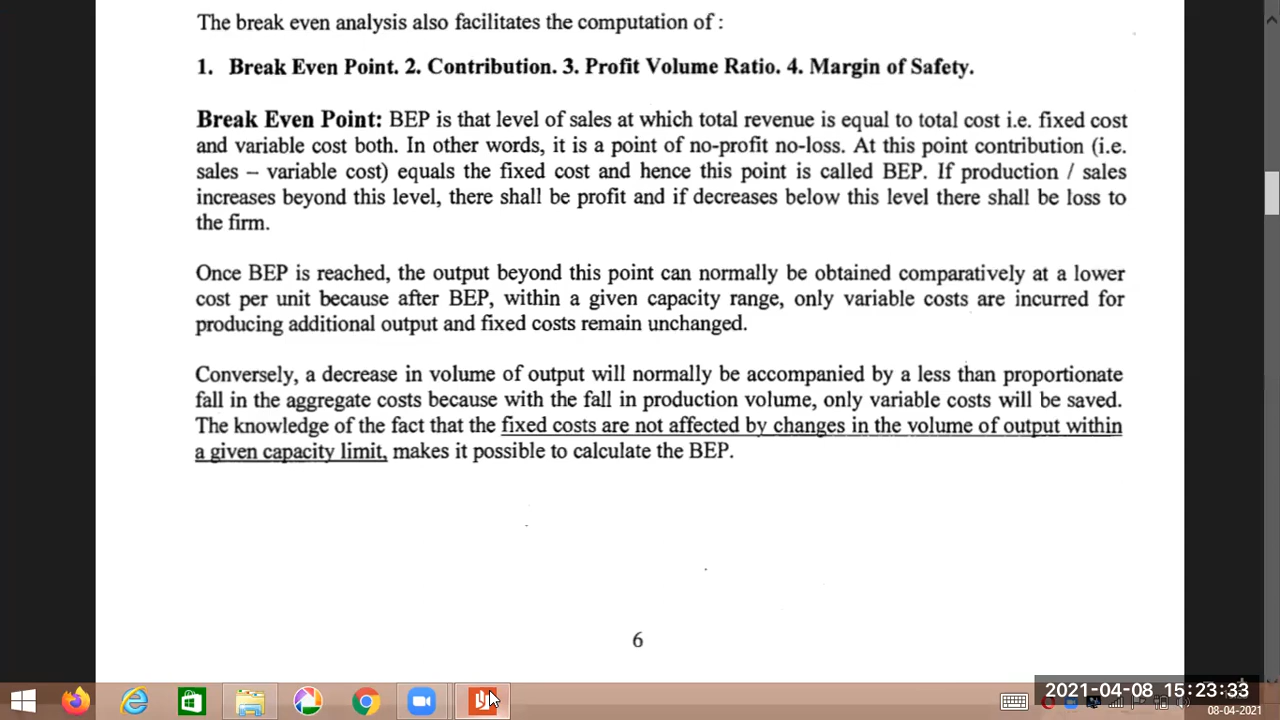 The break even analysis also facilitates the computation of :
1. Break Even Point. 2. Contribution. 3. Profit Volume Ratio. 4. Margin of Safety.
Break Even Point: BEP is that level of sales at which total revenue is equal to total cost i.e. fixed cost
and variable cost both. In other words, it is a point of no-profit no-loss. At this point contribution (i.e.
sales – variable cost) equals the fixed cost and hence this point is called BEP. If production / sales
increases beyond this level, there shall be profit and if decreases below this level there shall be loss to
the firm.
Once BEP is reached, the output beyond this point can normally be obtained comparatively at a lower
cost per unit because after BEP, within a given capacity range, only variable costs are incurred for
producing additional output and fixed costs remain unchanged.
Conversely, a decrease in volume of output will normally be accompanied by a less than proportionate
fall in the aggregate costs because with the fall in production volume, only variable costs will be saved.
The knowledge of the fact that the fixed costs are not affected by changes in the volume of output within
a given capacity limit, makes it possible to calculate the BEP.
6
2021-04-08 15:23:33
08-04-2021